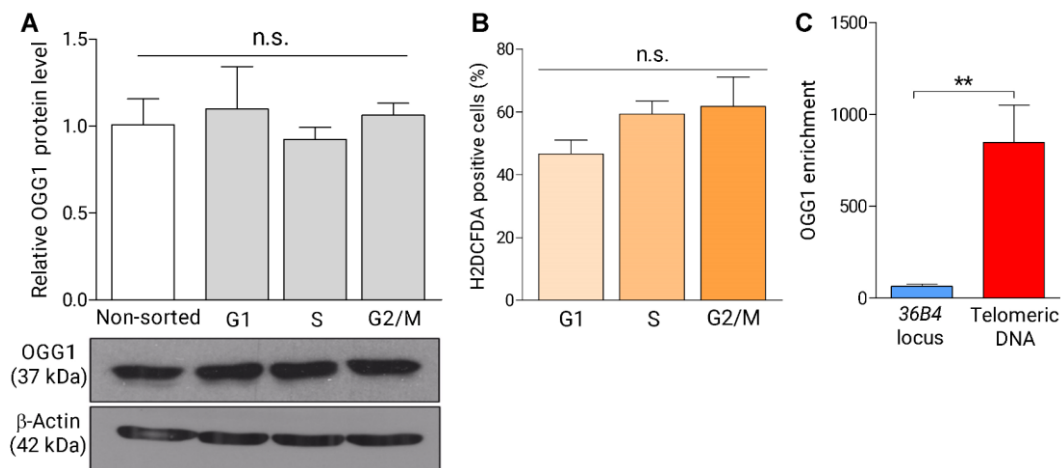 A
Relative OGG1 protein level
1.5
1.0
0.5
0.0
n.s.
Non-sorted
G1
S
G2/M
OGG1
(37 kDa)
β-Actin
(42 kDa)
B
H2DCFDA positive cells (%)
80
60
40
20
0
n.s.
G1
S
G2/M
C
OGG1 enrichment
1500
1000
500
0
**
36B4
locus
Telomeric
DNA